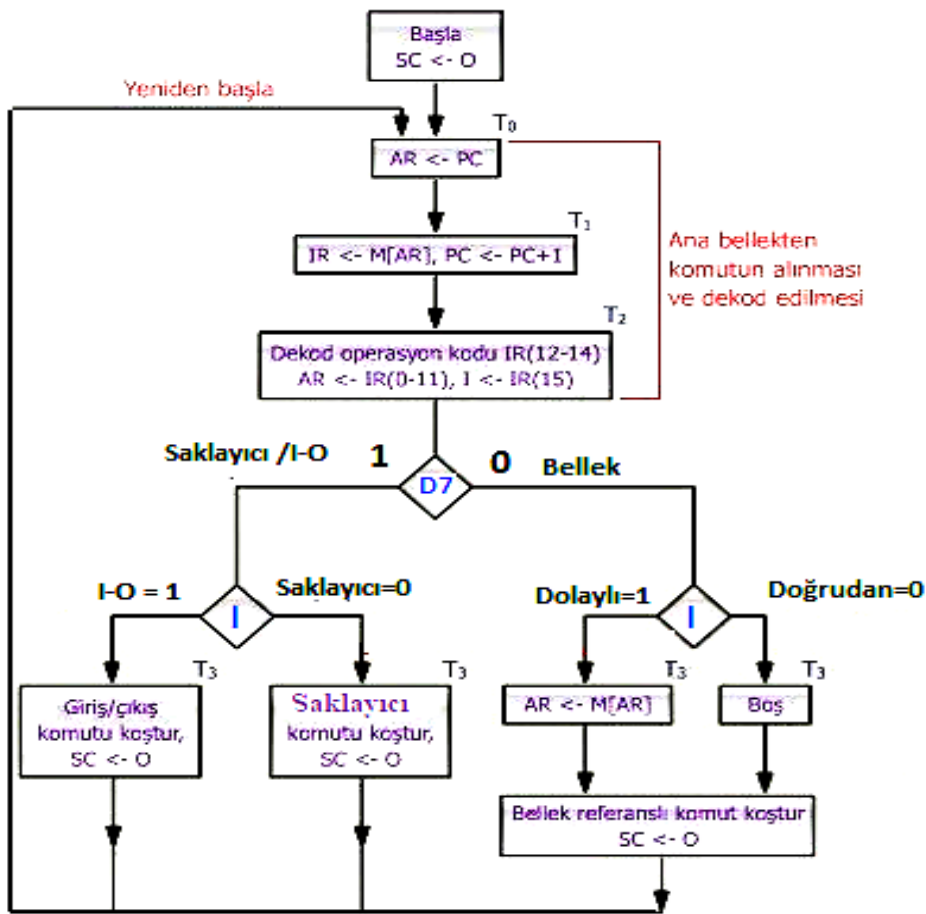 Başla
SC <- O
Yeniden başla
T0
AR <- PC
T1
IR <- M[AR], PC <- PC+I
Ana bellekten
komutun alınması
ve dekod edilmesi
T2
Dekod operasyon kodu IR(12-14)
AR <- IR(0-11), I <- IR(15)
Saklayıcı /I-O 1 0 Bellek
D7
I-O = 1 Saklayıcı=0 Dolaylı=1 Doğrudan=0
I I
T3 T3 T3 T3
Giriş/çıkış
komutu koştur,
SC <- O
Saklayıcı
komutu koştur,
SC <- O
AR <- M[AR] Boş
Bellek referanslı komut koştur
SC <- O